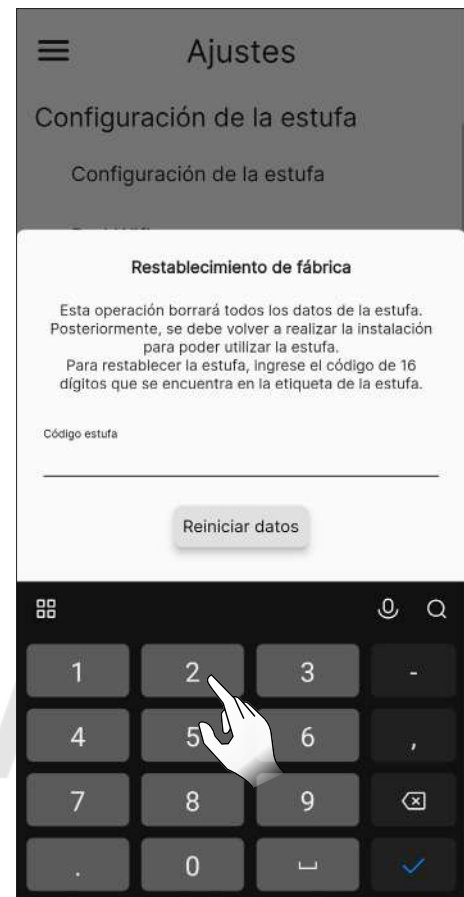 Ajustes
Configuración de la estufa
Configuración de la estufa
Restablecimiento de fábrica
Esta operación borrará todos los datos de la estufa.
Posteriormente, se debe volver a realizar la instalación
para poder utilizar la estufa.
Para restablecer la estufa, ingrese el código de 16
dígitos que se encuentra en la etiqueta de la estufa.
Código estufa
Reiniciar datos
1 2 3 -
4 5 6 ,
7 8 9
. 0